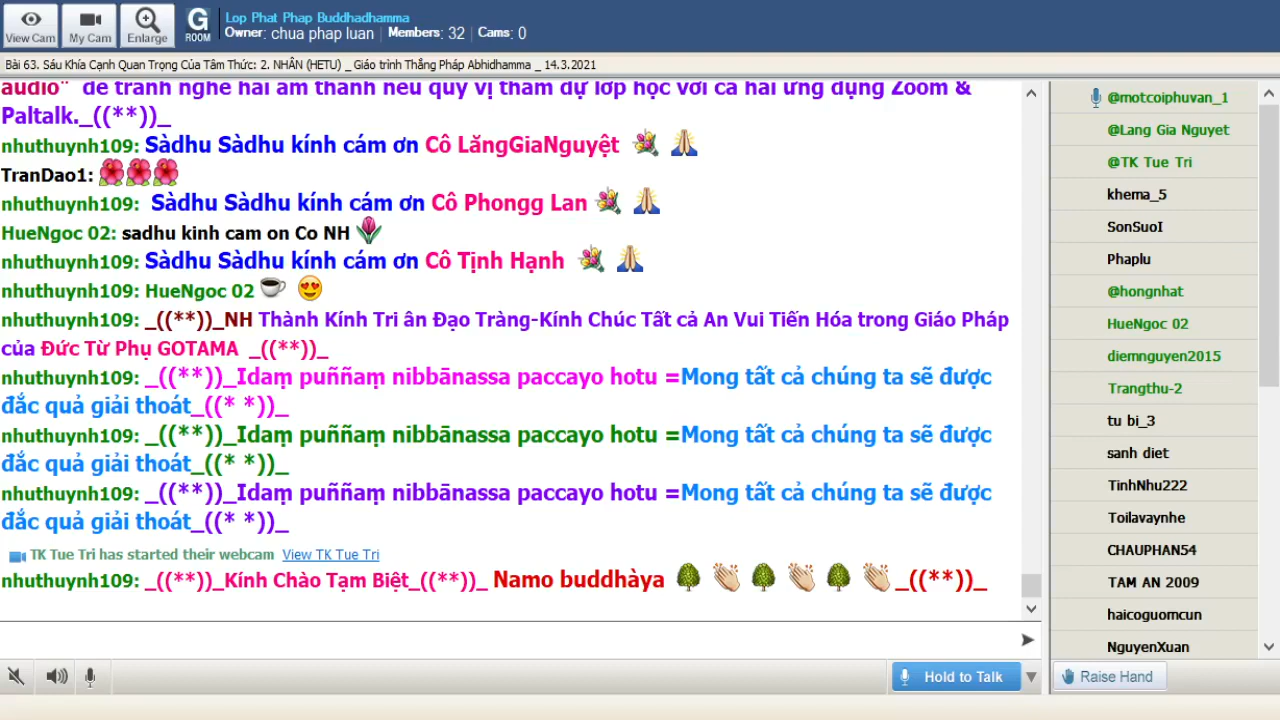 Lop Phat Phap Buddhadhamma
View Cam My Cam Enlarge G ROOM Owner: chua phap luan Members: 32 Cams: 0
Bài 63. Sáu Khía Cạnh Quan Trọng Của Tâm Thức: 2. NHÂN (HETU) _ Giáo trình Thắng Pháp Abhidhamma _ 14.3.2021
audio" để tránh nghe hai âm thanh nếu quý vị tham dự lớp học với cả hai ứng dụng Zoom &
Paltalk._((**))_
nhuthuynh109: Sàdhu Sàdhu kính cám ơn Cô LăngGiaNguyệt
TranDao1:
nhuthuynh109: Sàdhu Sàdhu kính cám ơn Cô Phongg Lan
HueNgoc 02: sadhu kinh cam on Co NH
nhuthuynh109: Sàdhu Sàdhu kính cám ơn Cô Tịnh Hạnh
nhuthuynh109: HueNgoc 02
nhuthuynh109: _((**))_NH Thành Kính Tri ân Đạo Tràng-Kính Chúc Tất cả An Vui Tiến Hóa trong Giáo Pháp
của Đức Từ Phụ GOTAMA _((**))_
nhuthuynh109: _((**))_Idaṃ puññaṃ nibbānassa paccayo hotu =Mong tất cả chúng ta sẽ được
đắc quả giải thoát_((* *))_
nhuthuynh109: _((**))_Idaṃ puññaṃ nibbānassa paccayo hotu =Mong tất cả chúng ta sẽ được
đắc quả giải thoát_((* *))_
nhuthuynh109: _((**))_Idaṃ puññaṃ nibbānassa paccayo hotu =Mong tất cả chúng ta sẽ được
đắc quả giải thoát_((* *))_
TK Tue Tri has started their webcam View TK Tue Tri
nhuthuynh109: _((**))_Kính Chào Tạm Biệt_((**))_ Namo buddhàya _((**))_
Hold to Talk
@motcoiphuvan_1
@Lang Gia Nguyet
@TK Tue Tri
khema_5
SonSuoI
Phaplu
@hongnhat
HueNgoc 02
diemnguyen2015
Trangthu-2
tu bi_3
sanh diet
TinhNhu222
Toilavaynhe
CHAUPHAN54
TAM AN 2009
haicoguomcun
NguyenXuan
Raise Hand